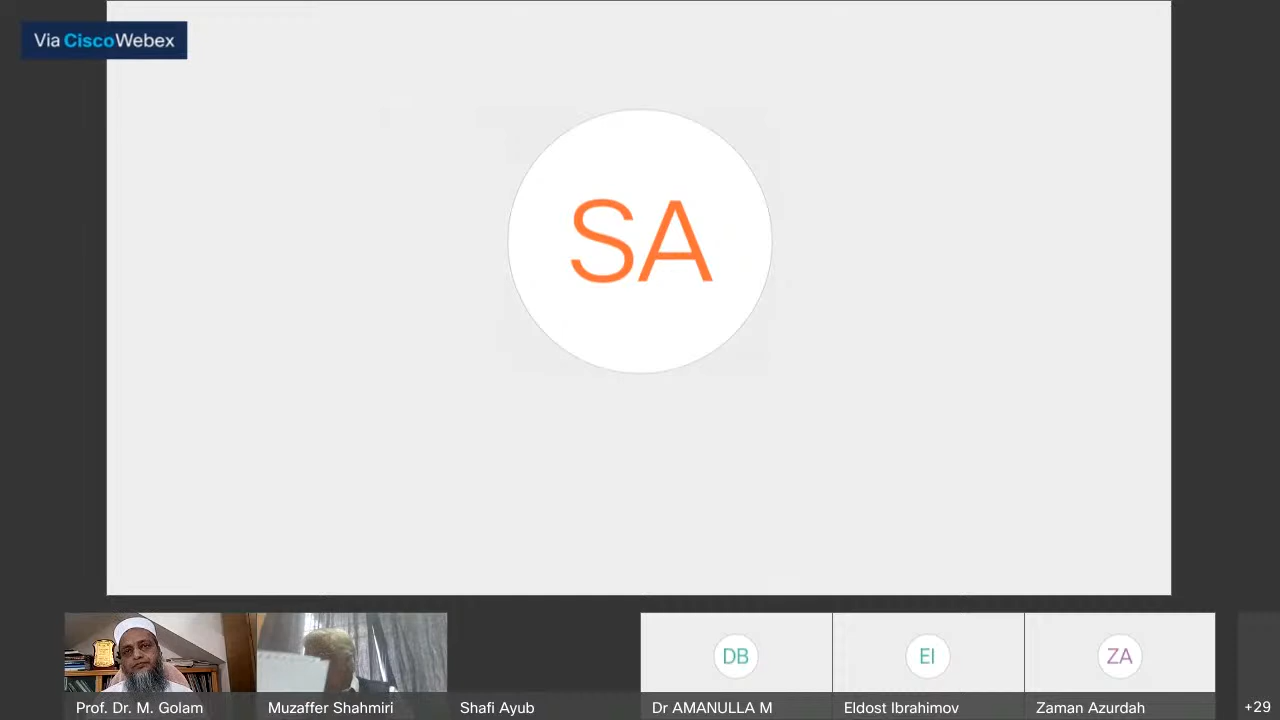 Via CiscoWebex
SA
DB
EI
ZA
Prof. Dr. M. Golam
Muzaffer Shahmiri
Shafi Ayub
Dr AMANULLA M
Eldost Ibrahimov
Zaman Azurdah
+29